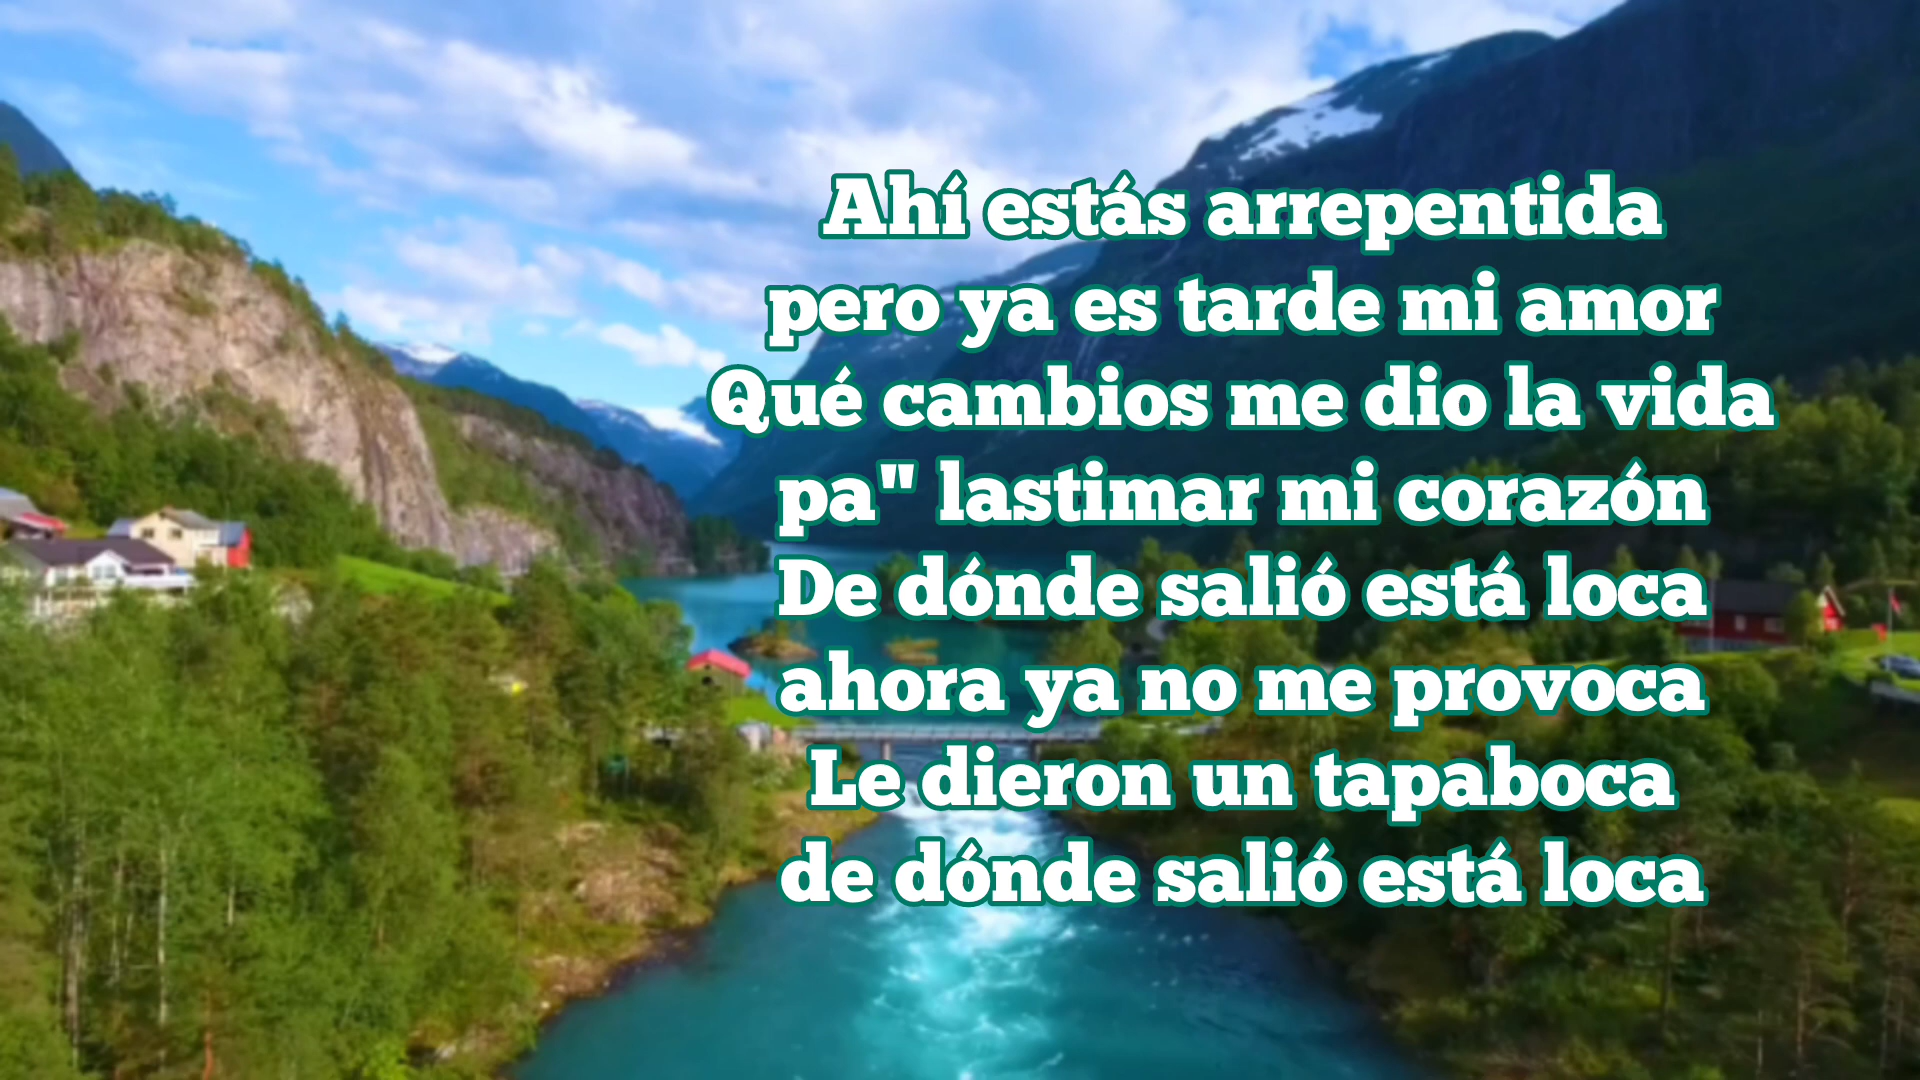 Ahí estás arrepentida
pero ya es tarde mi amor
Qué cambios me dio la vida
pa" lastimar mi corazón
De dónde salió está loca
ahora ya no me provoca
Le dieron un tapaboca
de dónde salió está loca